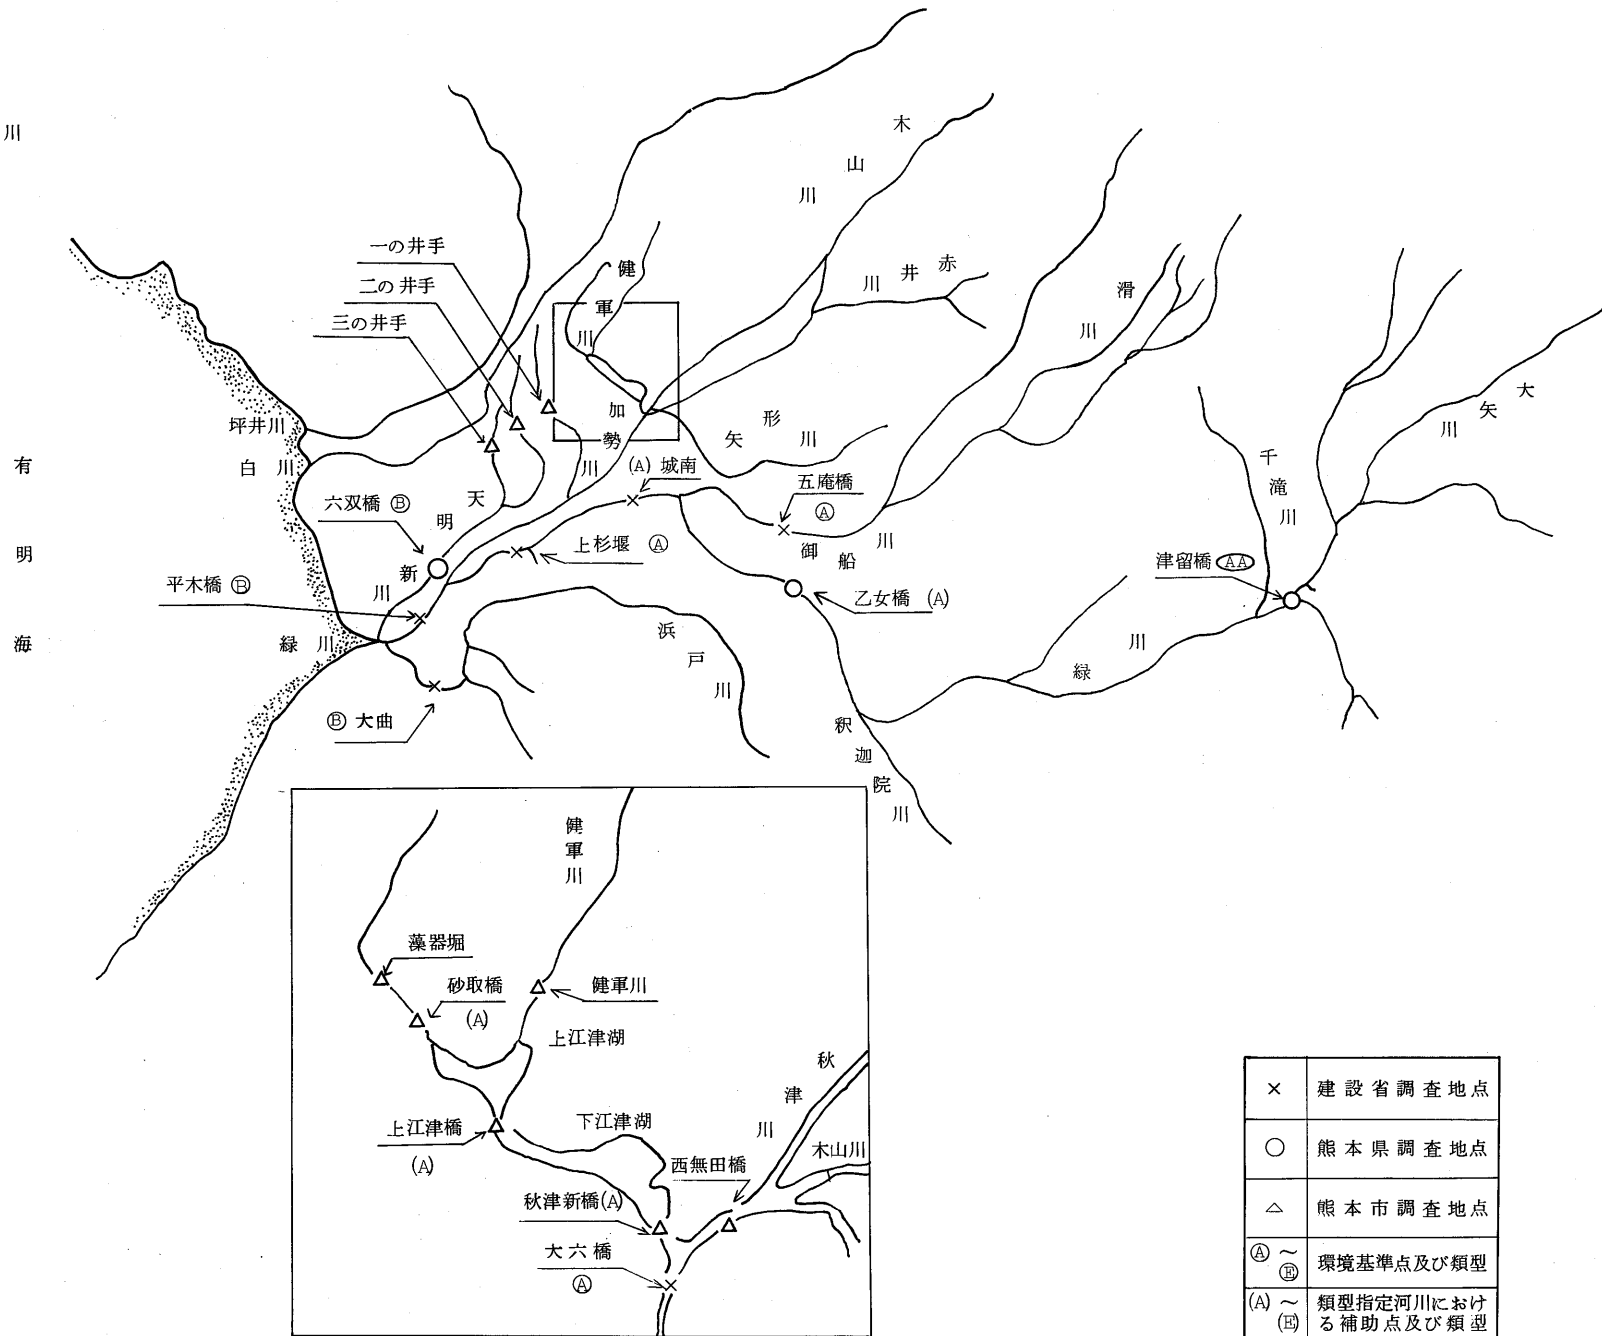 川
木山川
一の井手
二の井手
三の井手
健軍川
赤井川
滑川
坪井川
白川
有明海
加勢川
矢形川
大矢川
千滝川
(A) 城南
五庵橋
Ⓐ
天明新川
六双橋 Ⓑ
上杉堰 Ⓐ
御船川
平木橋 Ⓑ
乙女橋 (A)
津留橋 ⒶⒶ
緑川
浜戸川
緑川
Ⓑ 大曲
釈迦院川
健軍川
藻器堀
砂取橋
(A)
健軍川
上江津湖
秋津川
上江津橋
(A)
下江津湖
木山川
西無田橋
秋津新橋(A)
大六橋
Ⓐ
× 建設省調査地点
○ 熊本県調査地点
△ 熊本市調査地点
Ⓐ～Ⓔ 環境基準点及び類型
(A)～(E) 類型指定河川におけ
る補助点及び類型